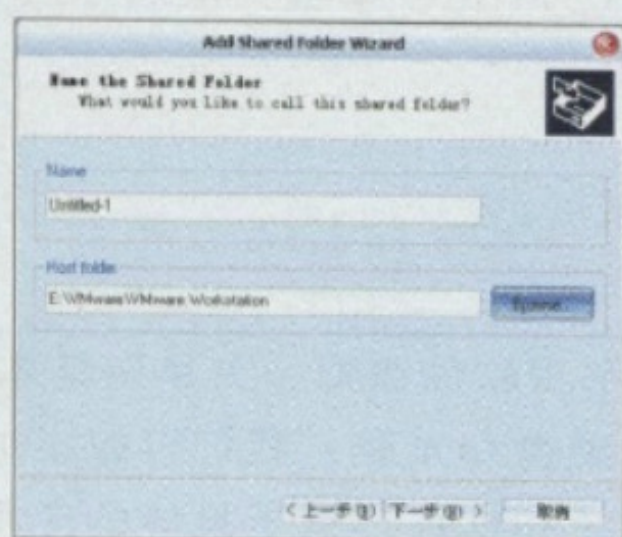 Add Shared Folder Wizard
Name the Shared Folder
What would you like to call this shared folder?
Name
Untitled-1
Host folder
E:\VMware\VMware Workstation
Browse...
< 上一步(B) 下一步(N) > 取消